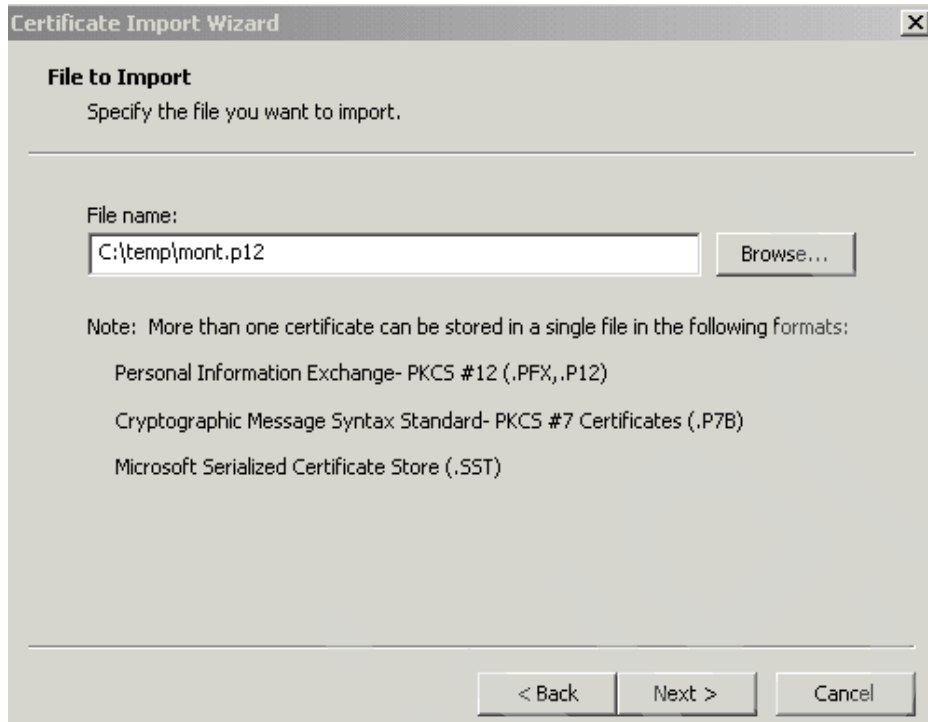 Certificate Import Wizard
File to Import
Specify the file you want to import.
File name:
C:\temp\mont.p12
Browse...
Note:  More than one certificate can be stored in a single file in the following formats:
Personal Information Exchange- PKCS #12 (.PFX,.P12)
Cryptographic Message Syntax Standard- PKCS #7 Certificates (.P7B)
Microsoft Serialized Certificate Store (.SST)
< Back
Next >
Cancel